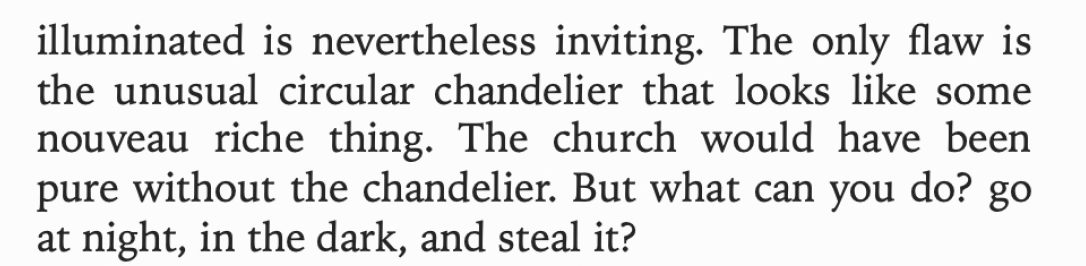 illuminated is nevertheless inviting. The only flaw is
the unusual circular chandelier that looks like some
nouveau riche thing. The church would have been
pure without the chandelier. But what can you do? go
at night, in the dark, and steal it?